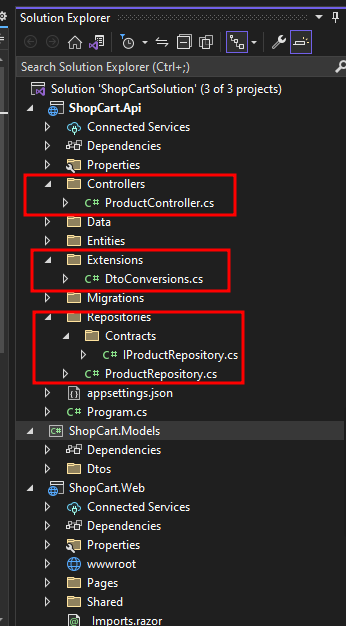 Solution Explorer
Search Solution Explorer (Ctrl+;)
Solution 'ShopCartSolution' (3 of 3 projects)
ShopCart.Api
Connected Services
Dependencies
Properties
Controllers
C# ProductController.cs
Data
Entities
Extensions
C# DtoConversions.cs
Migrations
Repositories
Contracts
C# IProductRepository.cs
C# ProductRepository.cs
appsettings.json
C# Program.cs
C# ShopCart.Models
Dependencies
Dtos
ShopCart.Web
Connected Services
Dependencies
Properties
wwwroot
Pages
Shared
_Imports.razor